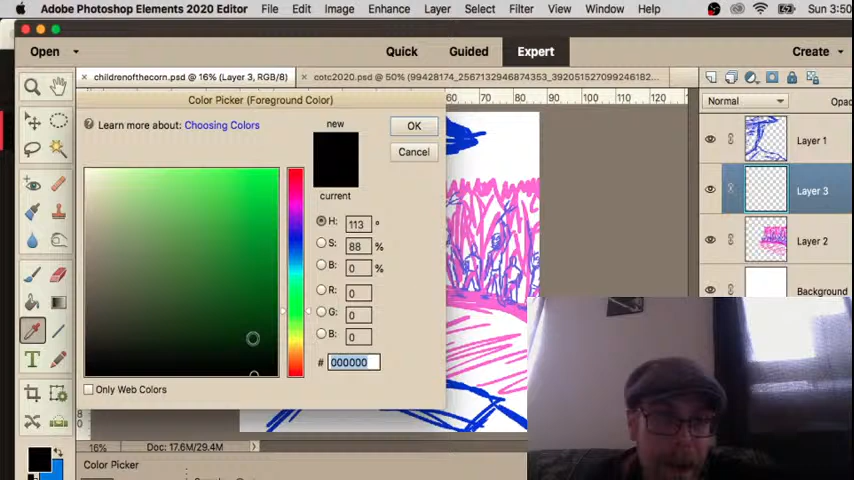 Adobe Photoshop Elements 2020 Editor File Edit Image Enhance Layer Select Filter View Window Help Sun 3:50
Open Quick Guided Expert Create
× childrenofthecorn.psd @ 16% (Layer 3, RGB/8) × cotc2020.psd @ 50% (99428174_2567132946874353_392051527099246182...
Color Picker (Foreground Color)
60 70 80 90 100 110 120
Normal Opac
Learn more about: Choosing Colors
new
OK
Cancel
current
H: 113 °
S: 88 %
B: 0 %
R: 0
G: 0
B: 0
# 000000
Only Web Colors
Layer 1
Layer 3
Layer 2
Background
16% Doc: 17.6M/29.4M
Color Picker